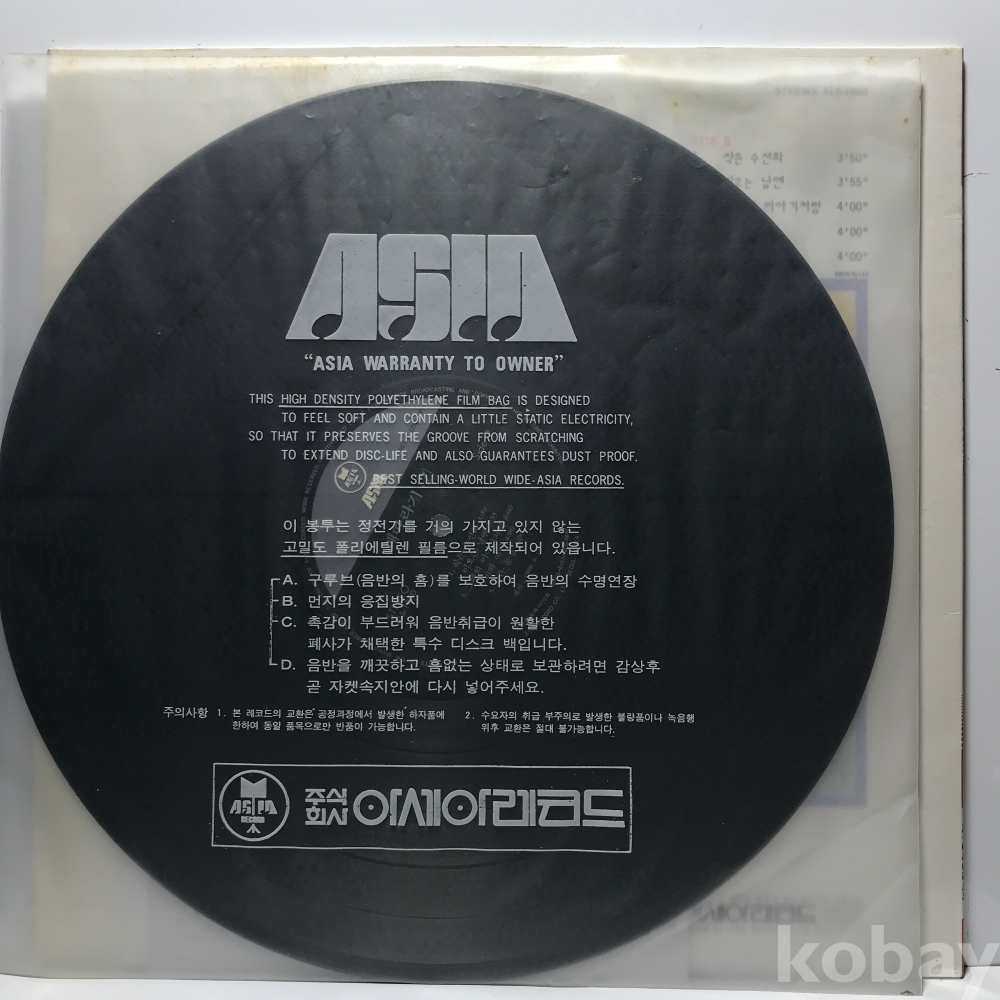 ASIA
"ASIA WARRANTY TO OWNER"
THIS HIGH DENSITY POLYETHYLENE FILM BAG IS DESIGNED
TO FEEL SOFT AND CONTAIN A LITTLE STATIC ELECTRICITY,
SO THAT IT PRESERVES THE GROOVE FROM SCRATCHING
TO EXTEND DISC-LIFE AND ALSO GUARANTEES DUST PROOF.
BEST SELLING-WORLD WIDE-ASIA RECORDS.
이 봉투는 정전기를 거의 가지고 있지 않는
고밀도 폴리에틸렌 필름으로 제작되어 있읍니다.
A. 구루브(음반의 홈)를 보호하여 음반의 수명연장
B. 먼지의 응집방지
C. 촉감이 부드러워 음반취급이 원활한
폐사가 채택한 특수 디스크 백입니다.
D. 음반을 깨끗하고 흠없는 상태로 보관하려면 감상후
곧 자켓속지안에 다시 넣어주세요.
주의사항 1. 본 레코드의 교환은 공정과정에서 발생한 하자품에
한하여 동일 품목으로만 반품이 가능합니다.
2. 수요자의 취급 부주의로 발생한 불량품이나 녹음행
위후 교환은 절대 불가능합니다.
ASIA
주식회사 아세아레코드
작은 수선화 3'50"
3'55"
이야기처럼 4'00"
4'00"
4'00"
kobay